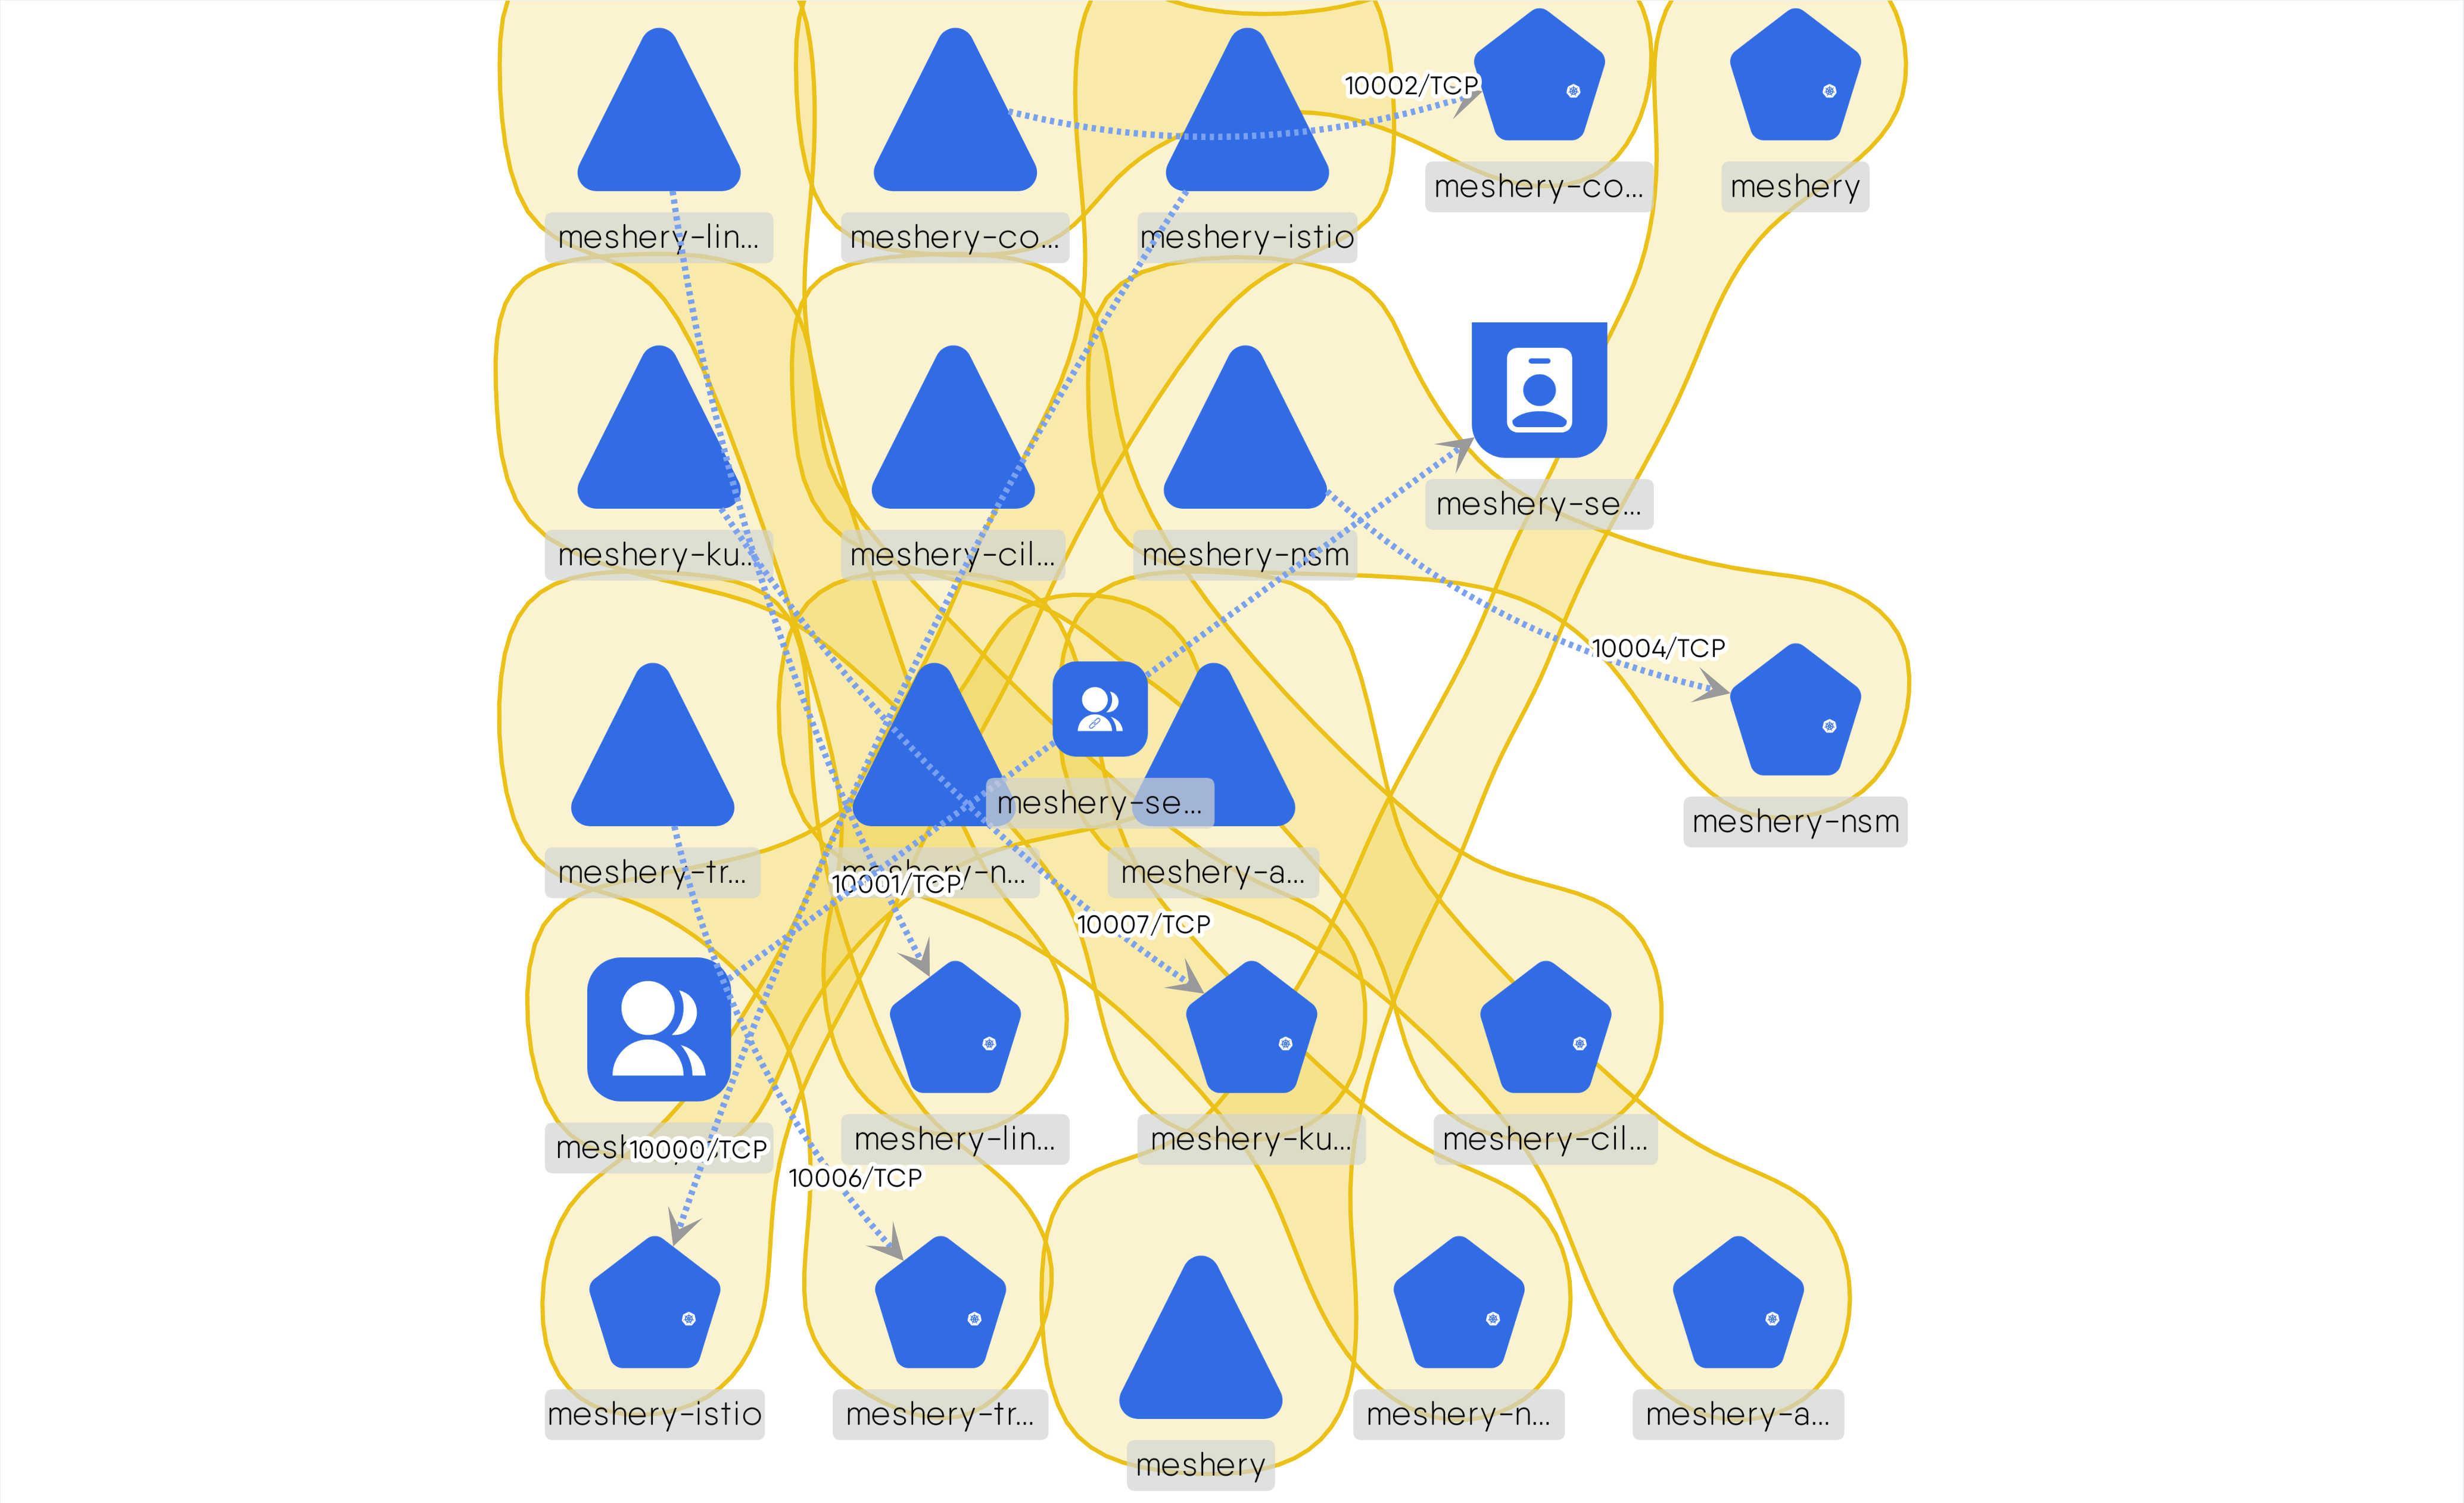 10002/TCP
meshery-co...
meshery
meshery-lin...
meshery-co...
meshery-istio
meshery-se...
meshery-ku...
meshery-cil...
meshery-nsm
10004/TCP
meshery-se...
meshery-nsm
meshery-tr...
meshery-n...
meshery-a...
10001/TCP
10007/TCP
meshery-lin...
meshery-ku...
meshery-cil...
10000/TCP
10006/TCP
meshery-istio
meshery-tr...
meshery-n...
meshery-a...
meshery